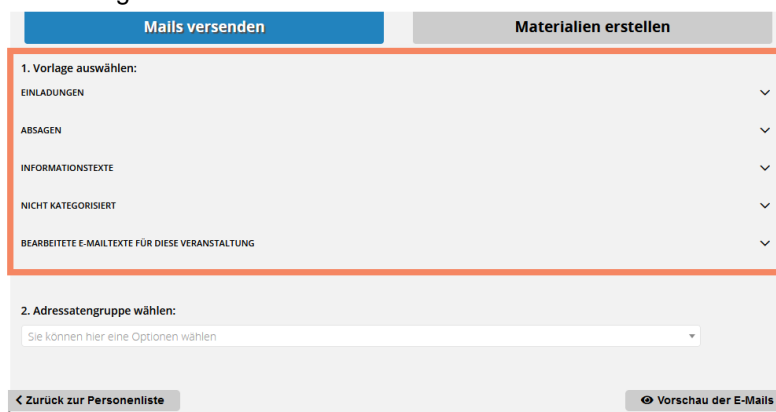 Mails versenden
Materialien erstellen
1. Vorlage auswählen:
EINLADUNGEN
ABSAGEN
INFORMATIONSTEXTE
NICHT KATEGORISIERT
BEARBEITETE E-MAILTEXTE FÜR DIESE VERANSTALTUNG
2. Adressatengruppe wählen:
Sie können hier eine Optionen wählen
Zurück zur Personenliste
Vorschau der E-Mails